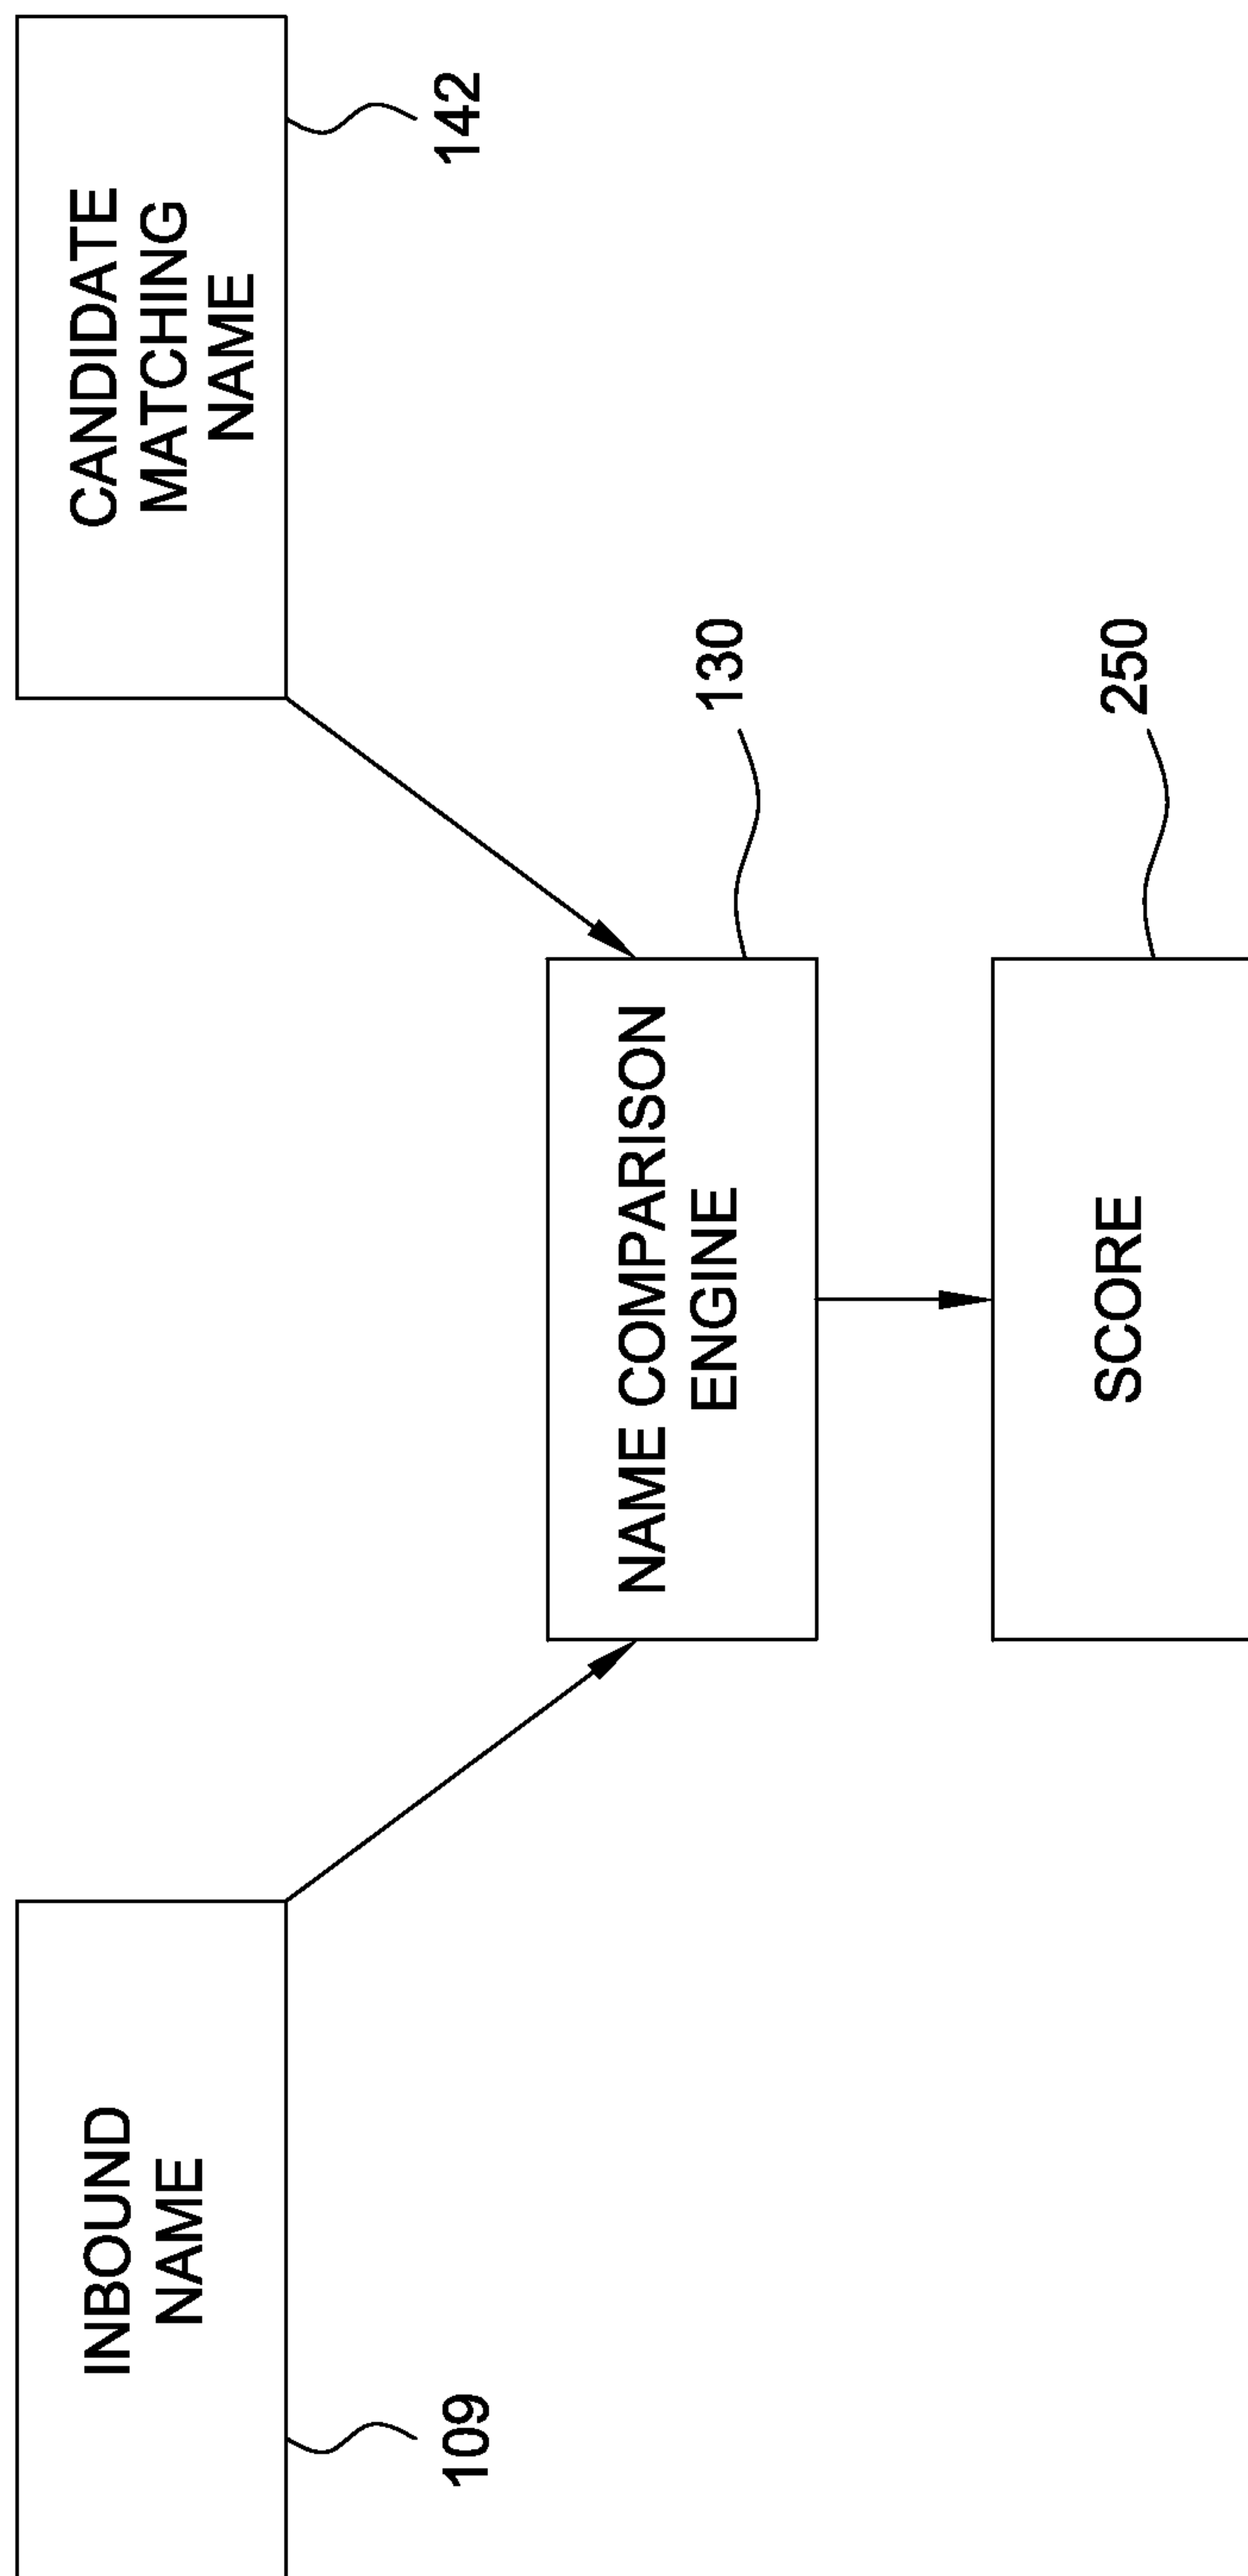 INBOUND
NAME
109
CANDIDATE
MATCHING
NAME
142
NAME COMPARISON
ENGINE
130
SCORE
250